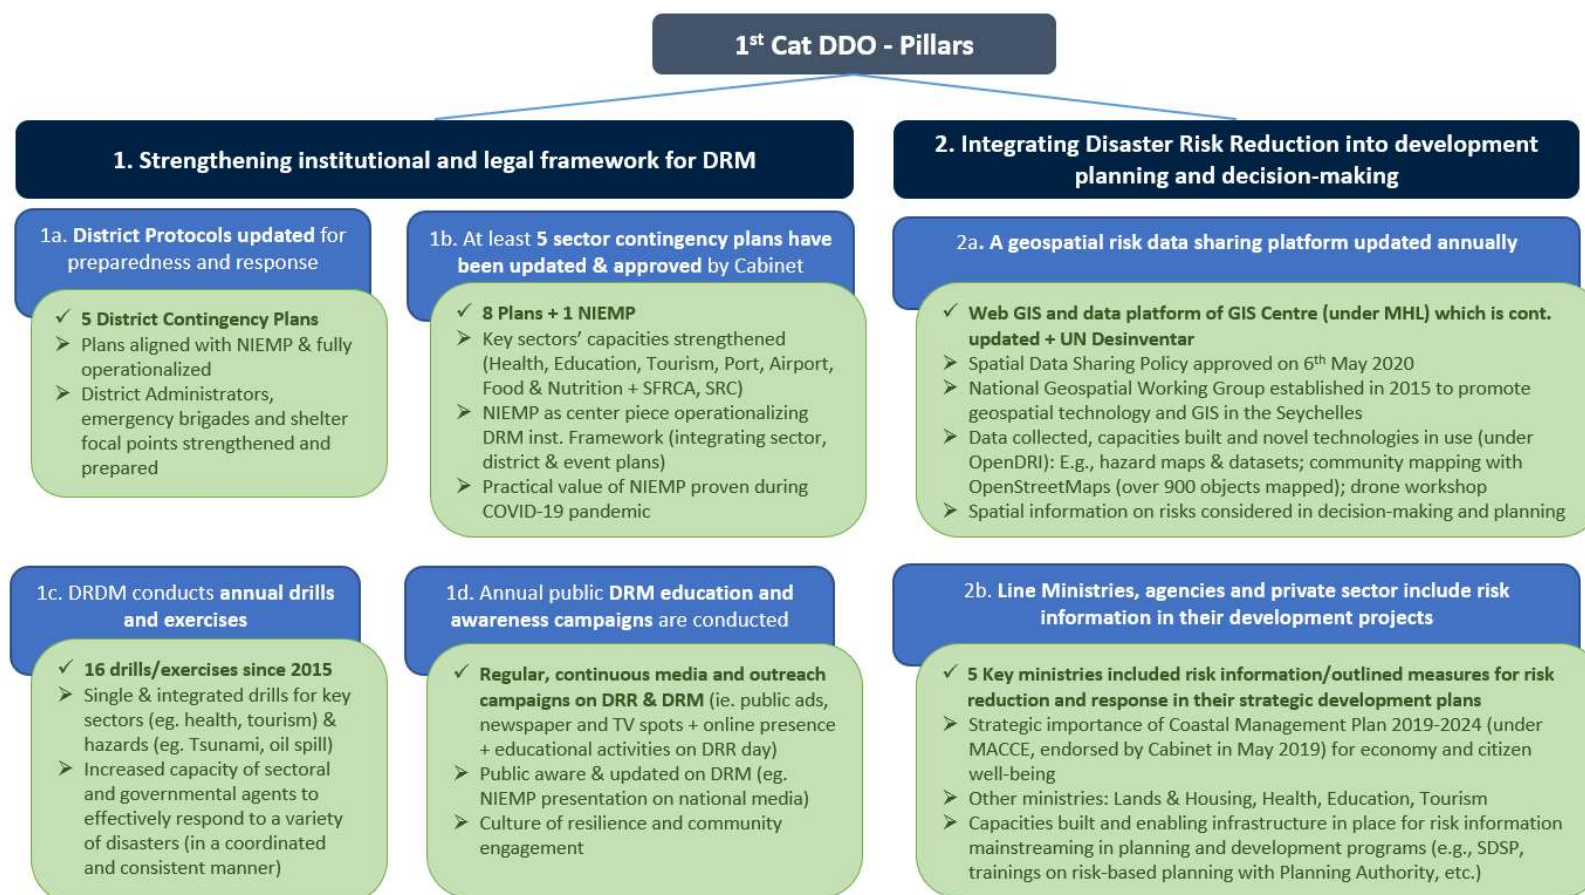 1st Cat DDO - Pillars
1. Strengthening institutional and legal framework for DRM
2. Integrating Disaster Risk Reduction into development
planning and decision-making
1a. District Protocols updated for
preparedness and response
✓ 5 District Contingency Plans
➢ Plans aligned with NIEMP & fully
operationalized
➢ District Administrators,
emergency brigades and shelter
focal points strengthened and
prepared
1b. At least 5 sector contingency plans have
been updated & approved by Cabinet
✓ 8 Plans + 1 NIEMP
➢ Key sectors’ capacities strengthened
(Health, Education, Tourism, Port, Airport,
Food & Nutrition + SFRCA, SRC)
➢ NIEMP as center piece operationalizing
DRM inst. Framework (integrating sector,
district & event plans)
➢ Practical value of NIEMP proven during
COVID-19 pandemic
2a. A geospatial risk data sharing platform updated annually
✓ Web GIS and data platform of GIS Centre (under MHL) which is cont.
updated + UN Desinventar
➢ Spatial Data Sharing Policy approved on 6th May 2020
➢ National Geospatial Working Group established in 2015 to promote
geospatial technology and GIS in the Seychelles
➢ Data collected, capacities built and novel technologies in use (under
OpenDRI): E.g., hazard maps & datasets; community mapping with
OpenStreetMaps (over 900 objects mapped); drone workshop
➢ Spatial information on risks considered in decision-making and planning
1c. DRDM conducts annual drills
and exercises
✓ 16 drills/exercises since 2015
➢ Single & integrated drills for key
sectors (eg. health, tourism) &
hazards (eg. Tsunami, oil spill)
➢ Increased capacity of sectoral
and governmental agents to
effectively respond to a variety
of disasters (in a coordinated
and consistent manner)
1d. Annual public DRM education and
awareness campaigns are conducted
✓ Regular, continuous media and outreach
campaigns on DRR & DRM (ie. public ads,
newspaper and TV spots + online presence
+ educational activities on DRR day)
➢ Public aware & updated on DRM (eg.
NIEMP presentation on national media)
➢ Culture of resilience and community
engagement
2b. Line Ministries, agencies and private sector include risk
information in their development projects
✓ 5 Key ministries included risk information/outlined measures for risk
reduction and response in their strategic development plans
➢ Strategic importance of Coastal Management Plan 2019-2024 (under
MACCE, endorsed by Cabinet in May 2019) for economy and citizen
well-being
➢ Other ministries: Lands & Housing, Health, Education, Tourism
➢ Capacities built and enabling infrastructure in place for risk information
mainstreaming in planning and development programs (e.g., SDSP,
trainings on risk-based planning with Planning Authority, etc.)